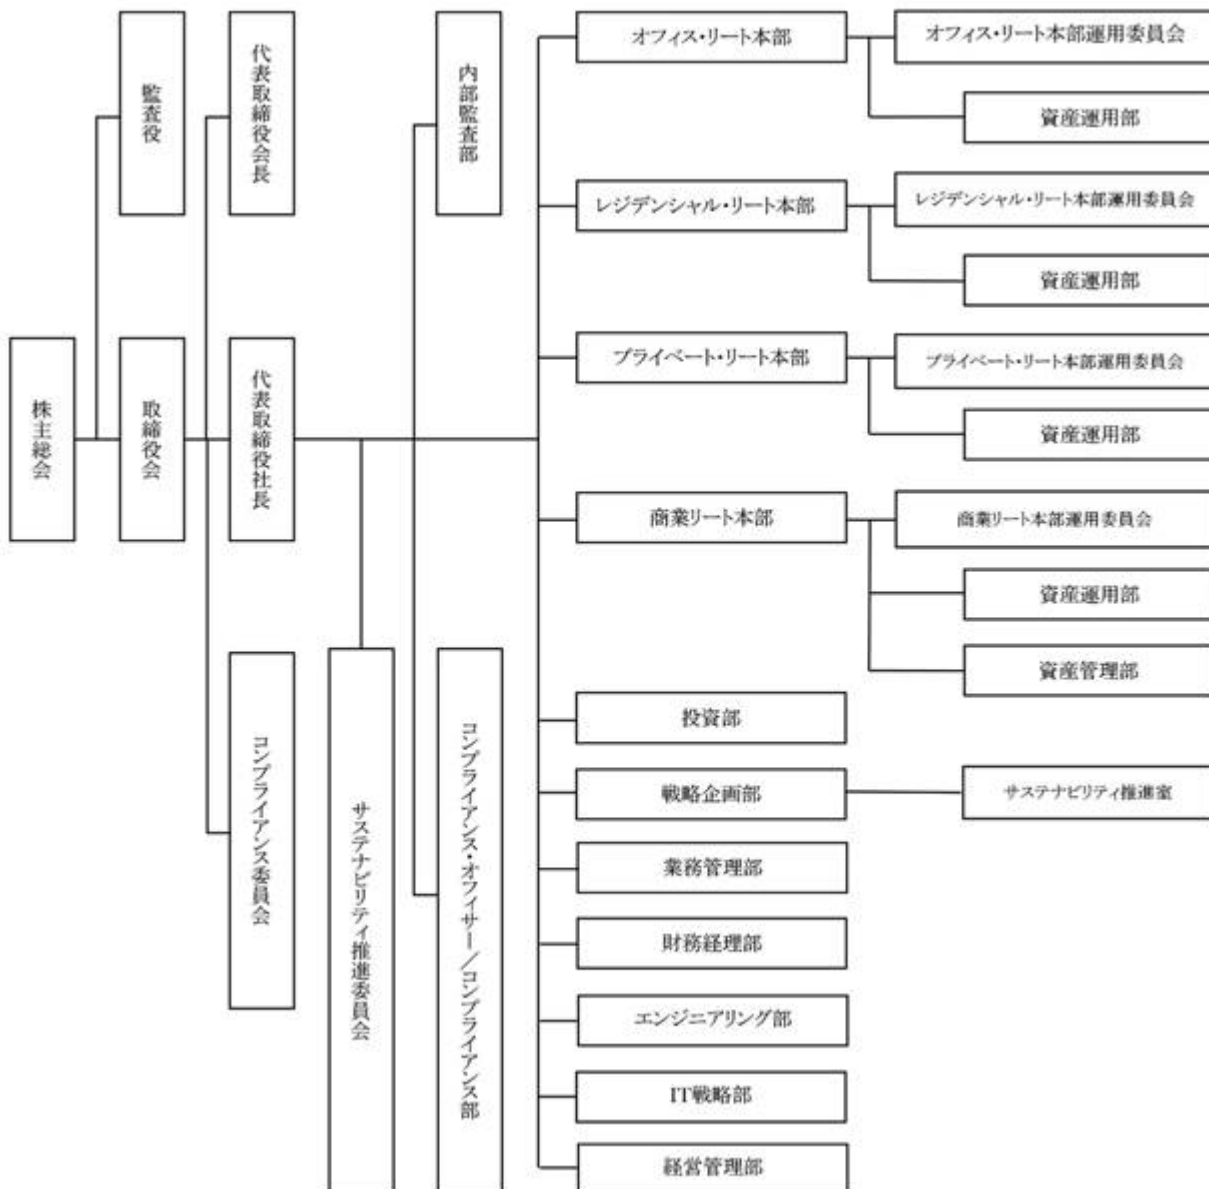 株主総会
監査役
取締役会
代表取締役会長
代表取締役社長
コンプライアンス委員会
サステナビリティ推進委員会
内部監査部
コンプライアンス・オフィサー／コンプライアンス部
オフィス・リート本部
オフィス・リート本部運用委員会
資産運用部
レジデンシャル・リート本部
レジデンシャル・リート本部運用委員会
資産運用部
プライベート・リート本部
プライベート・リート本部運用委員会
資産運用部
商業リート本部
商業リート本部運用委員会
資産運用部
資産管理部
投資部
戦略企画部
サステナビリティ推進室
業務管理部
財務経理部
エンジニアリング部
IT戦略部
経営管理部